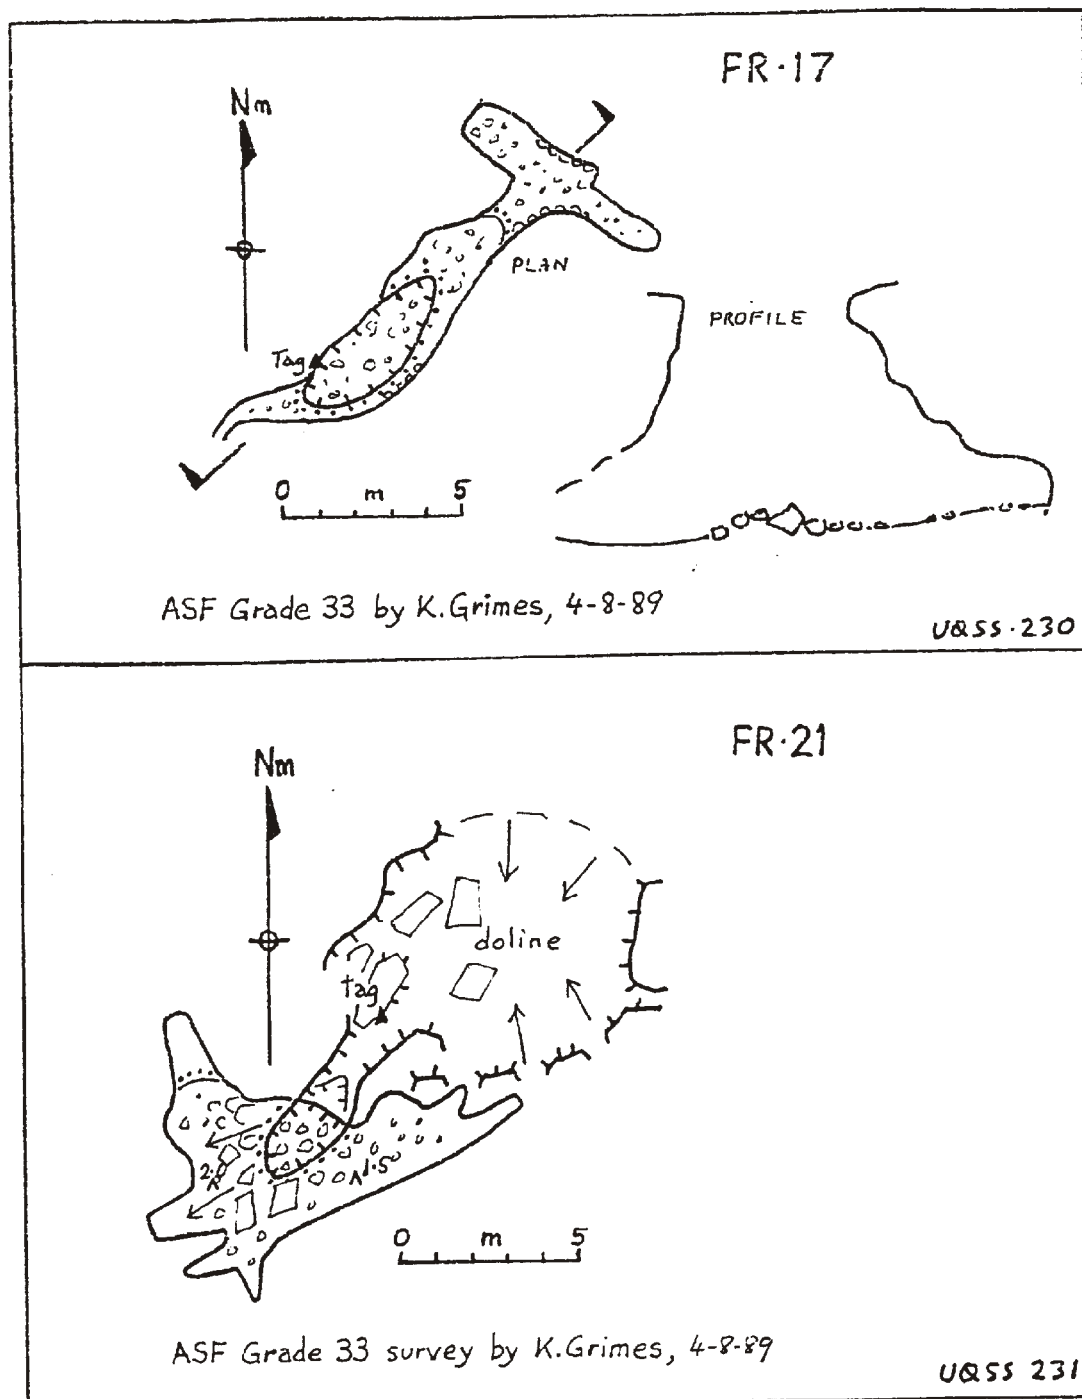 FR·17
Nm
PLAN
PROFILE
Tag
0 m 5
ASF Grade 33 by K.Grimes, 4-8-89
UQSS·230
FR·21
Nm
doline
tag
2·0
1·5
0 m 5
ASF Grade 33 survey by K.Grimes, 4-8-89
UQSS 231